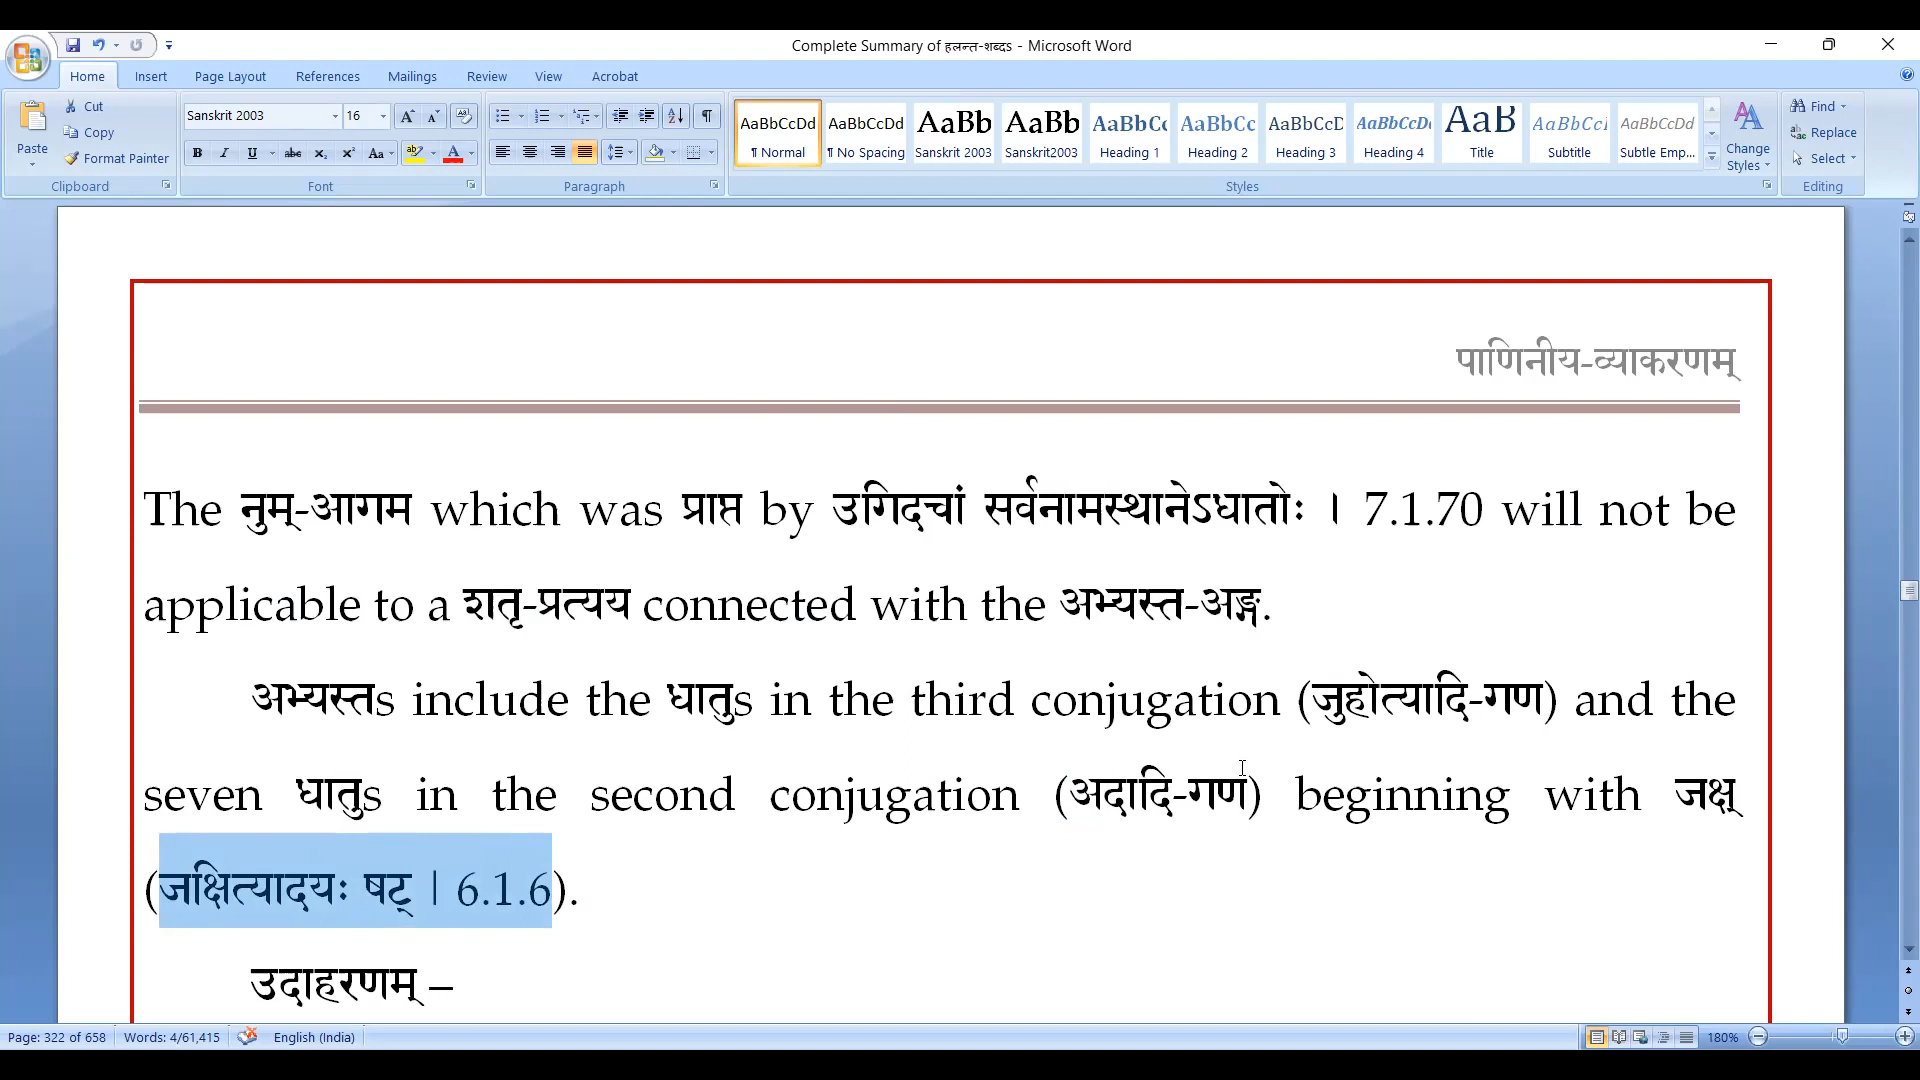 Complete Summary of हलन्त-शब्दs - Microsoft Word
Home Insert Page Layout References Mailings Review View Acrobat
Paste Cut Copy Format Painter
Sanskrit 2003 16
AaBbCcDd AaBbCcDd AaBb AaBb AaBbCc AaBbCc AaBbCcD AaBbCcDd AaB AaBbCcI AaBbCcDd
¶ Normal ¶ No Spacing Sanskrit 2003 Sanskrit2003 Heading 1 Heading 2 Heading 3 Heading 4 Title Subtitle Subtle Emp...
Change Styles
Find Replace Select
Clipboard Font Paragraph Styles Editing
पाणिनीय-व्याकरणम्
The नुम्-आगम which was प्राप्त by उगिदचां सर्वनामस्थानेऽधातोः । 7.1.70 will not be
applicable to a शतृ-प्रत्यय connected with the अभ्यस्त-अङ्ग.
अभ्यस्तs include the धातुs in the third conjugation (जुहोत्यादि-गण) and the
seven धातुs in the second conjugation (अदादि-गण) beginning with जक्ष्
(जक्षित्यादयः षट् | 6.1.6).
उदाहरणम् –
Page: 322 of 658 Words: 4/61,415 English (India) 180%